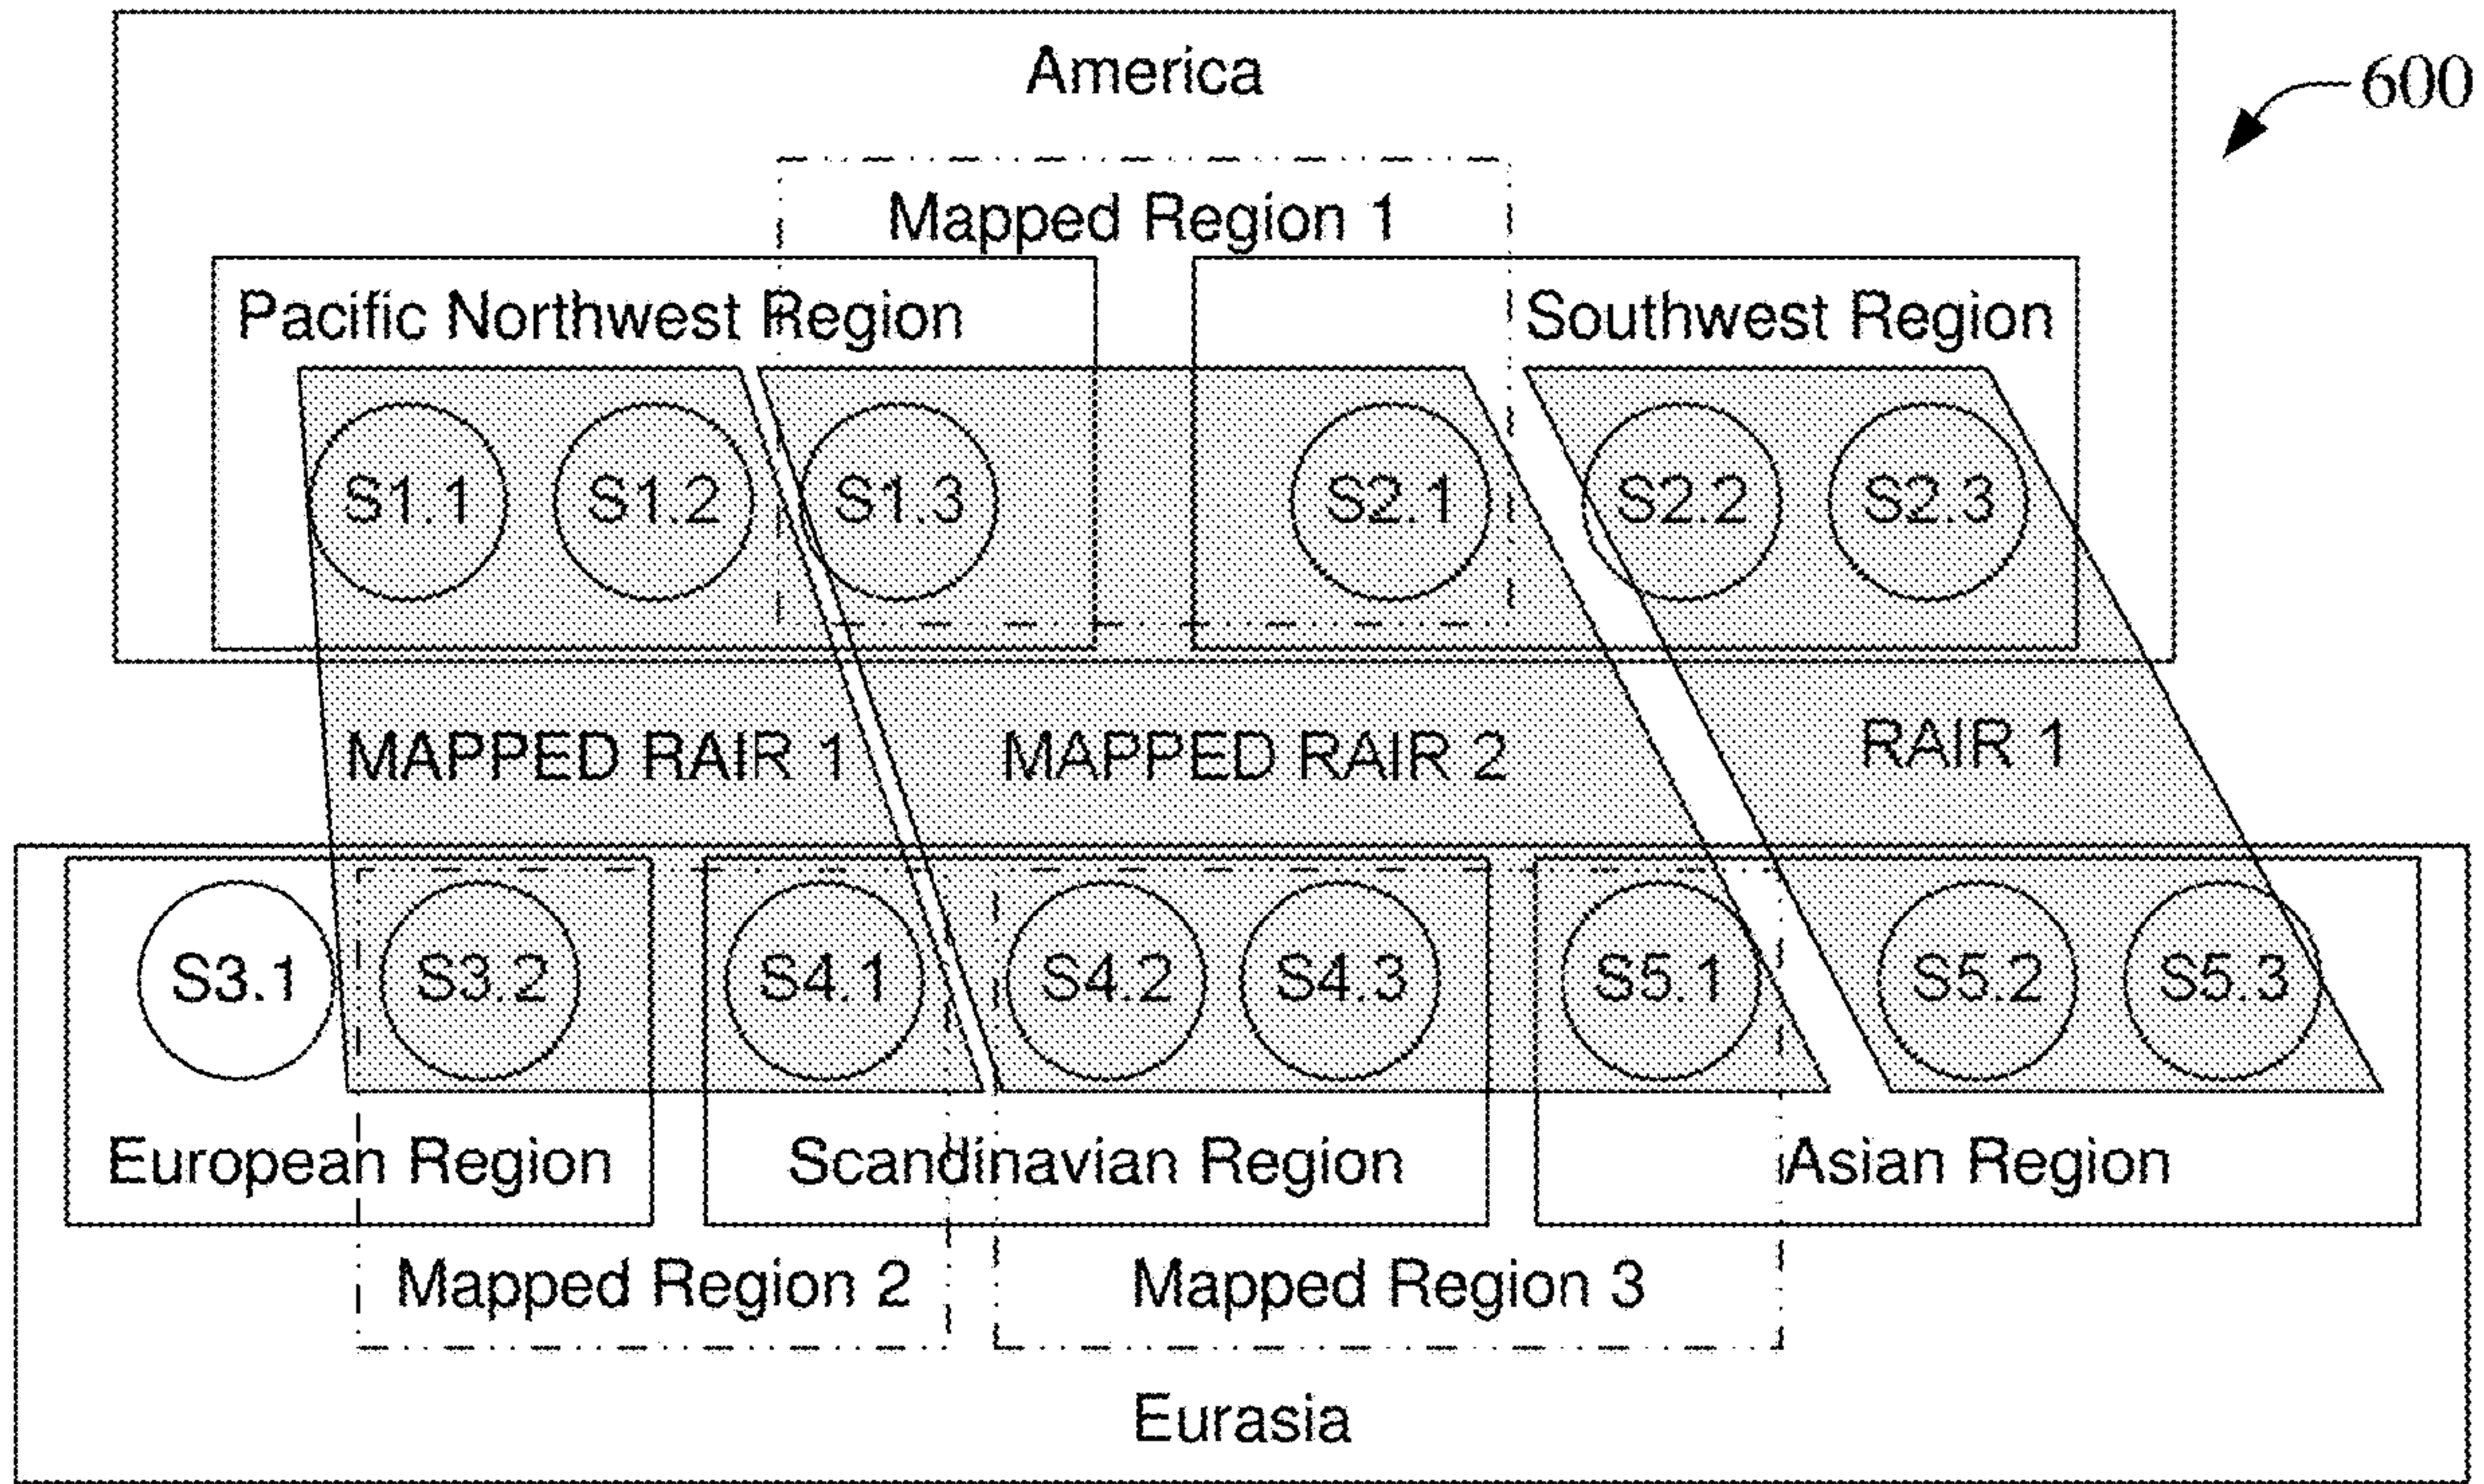 America
600
Mapped Region 1
Pacific Northwest Region
Southwest Region
S1.1
S1.2
S1.3
S2.1
S2.2
S2.3
MAPPED RAIR 1
MAPPED RAIR 2
RAIR 1
S3.1
S3.2
S4.1
S4.2
S4.3
S5.1
S5.2
S5.3
European Region
Scandinavian Region
Asian Region
Mapped Region 2
Mapped Region 3
Eurasia